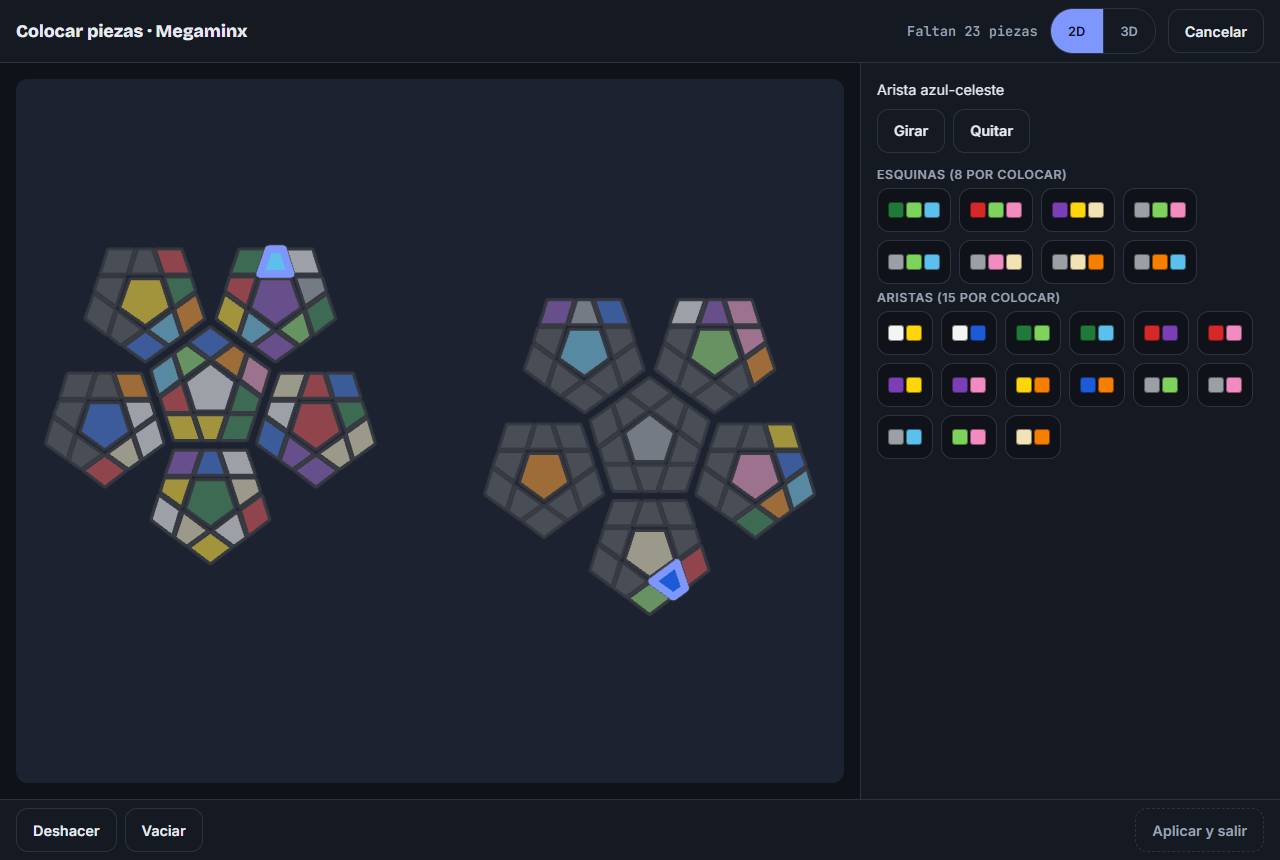 Colocar piezas · Megaminx
Faltan 23 piezas
2D
3D
Cancelar
Arista azul-celeste
Girar
Quitar
ESQUINAS (8 POR COLOCAR)
ARISTAS (15 POR COLOCAR)
Deshacer
Vaciar
Aplicar y salir